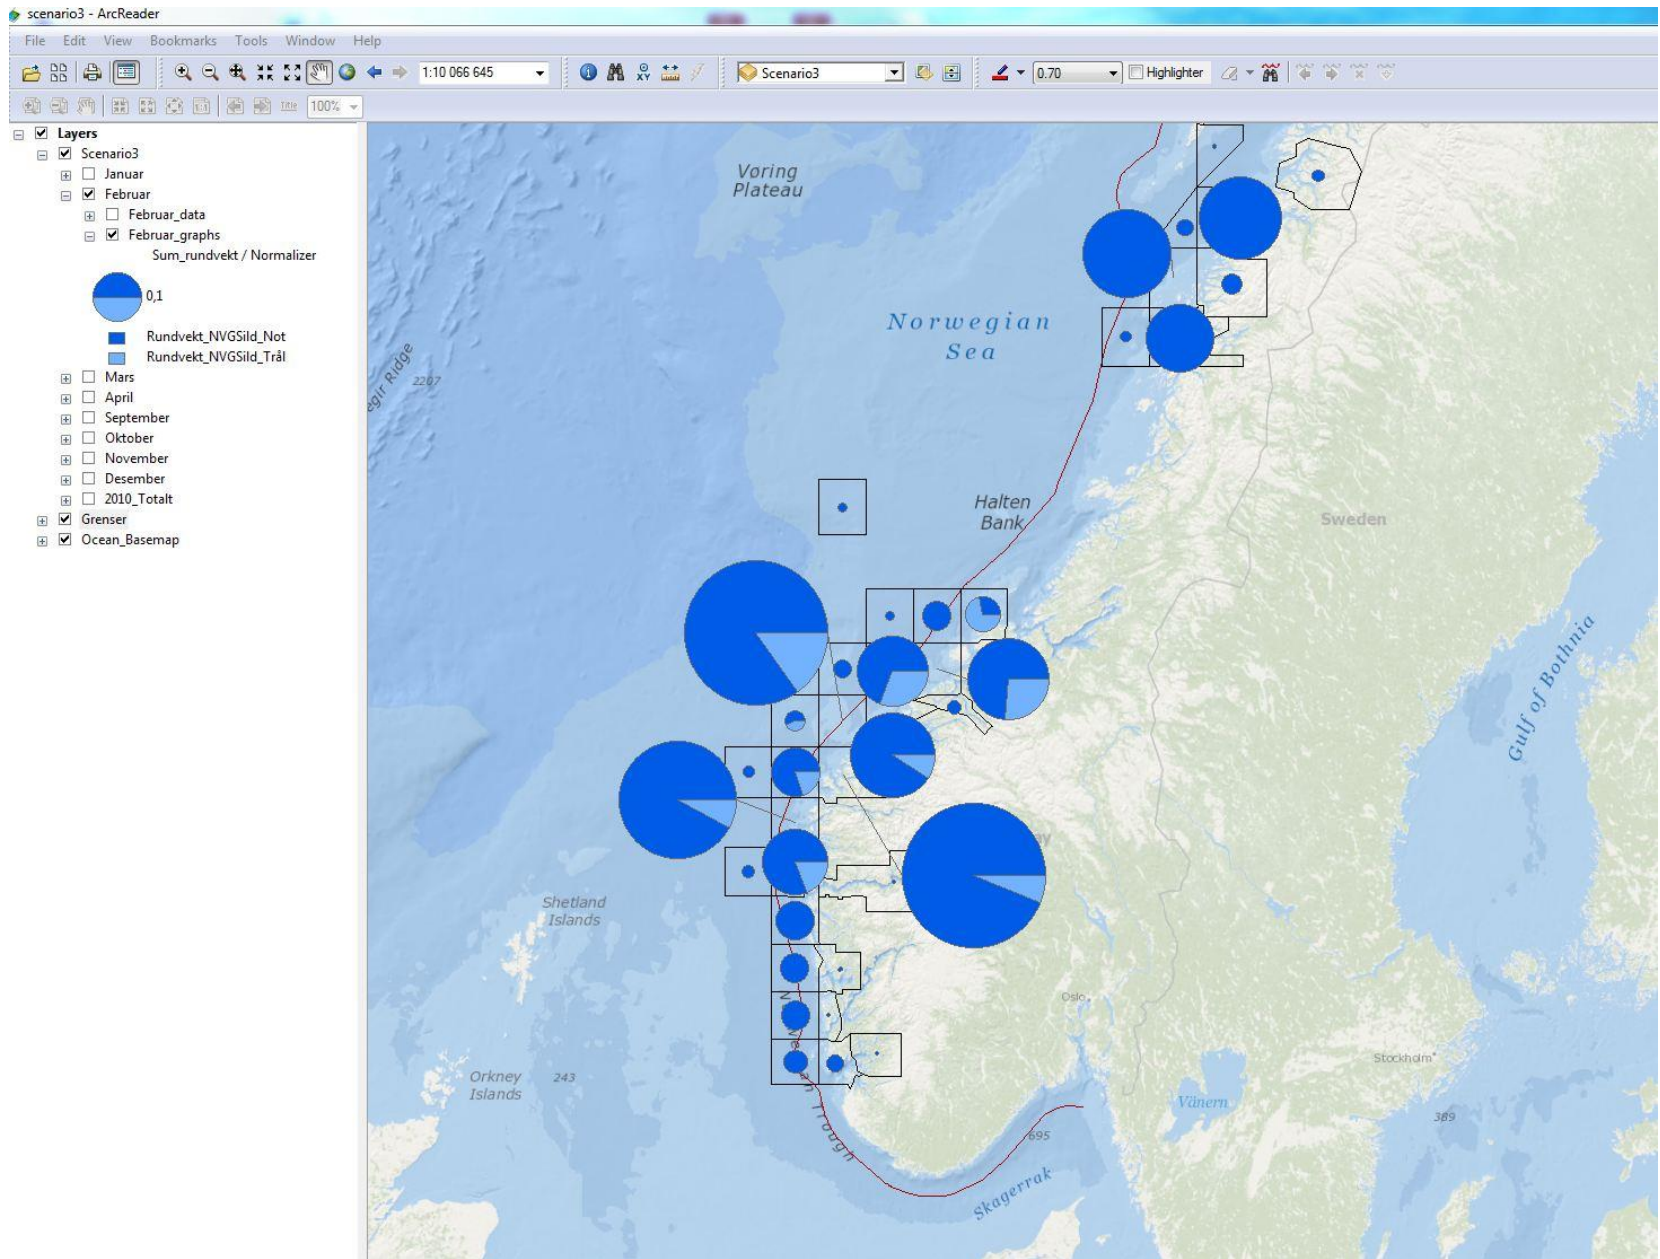 scenario3 - ArcReader
File Edit View Bookmarks Tools Window Help
1:10 066 645
Scenario3
0.70
Highlighter
Title
100%
Layers
Scenario3
Januar
Februar
Februar_data
Februar_graphs
Sum_rundvekt / Normalizer
0,1
Rundvekt_NVGSild_Not
Rundvekt_NVGSild_Trål
Mars
April
September
Oktober
November
Desember
2010_Totalt
Grenser
Ocean_Basemap
Vøring
Plateau
Norwegian
Sea
Ridge
2207
Halten
Bank
Sweden
Gulf of Bothnia
Shetland
Islands
Oslo
Stockholm
Orkney
Islands
243
Trough
Vänern
389
695
Skagerrak